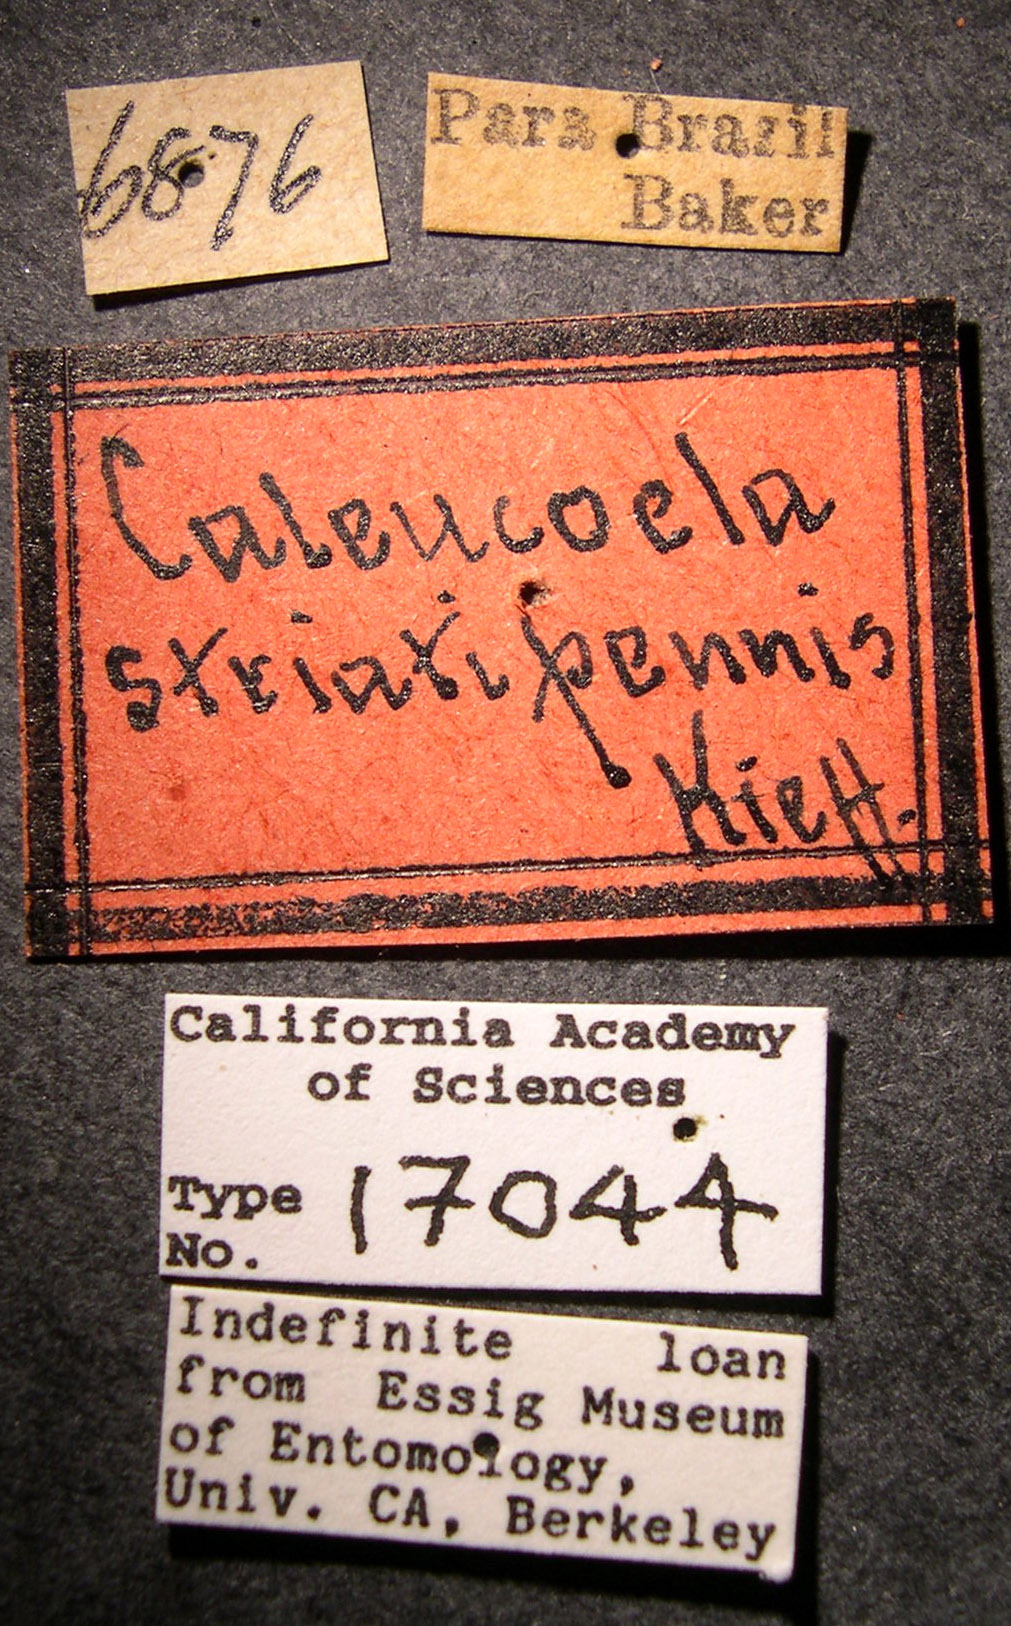 6876
Para Brazil
Baker
Caleucoela
striatipennis
Kieff.
California Academy
of Sciences
Type
No. 17044
Indefinite loan
from Essig Museum
of Entomology,
Univ. CA, Berkeley